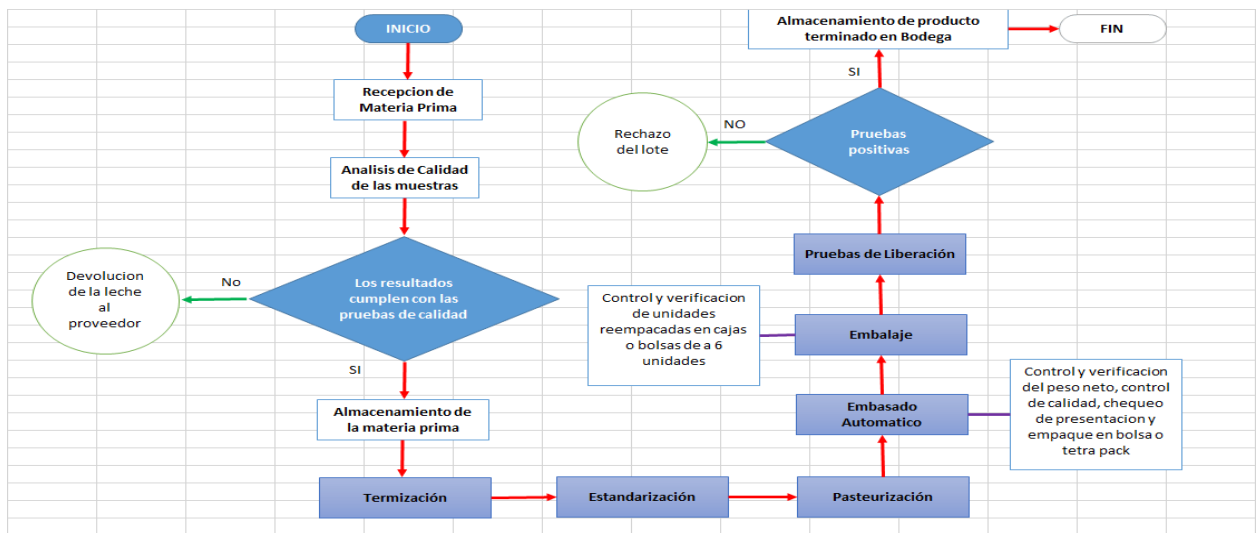 INICIO
Recepcion de
Materia Prima
Analisis de Calidad
de las muestras
Los resultados
cumplen con las
pruebas de calidad
No
Devolucion
de la leche
al
proveedor
SI
Almacenamiento de
la materia prima
Termización
Estandarización
Pasteurización
Embasado
Automatico
Control y verificacion
del peso neto, control
de calidad, chequeo
de presentacion y
empaque en bolsa o
tetra pack
Embalaje
Control y verificacion
de unidades
reempacadas en cajas
o bolsas de a 6
unidades
Pruebas de Liberación
Pruebas
positivas
NO
Rechazo
del lote
SI
Almacenamiento de producto
terminado en Bodega
FIN